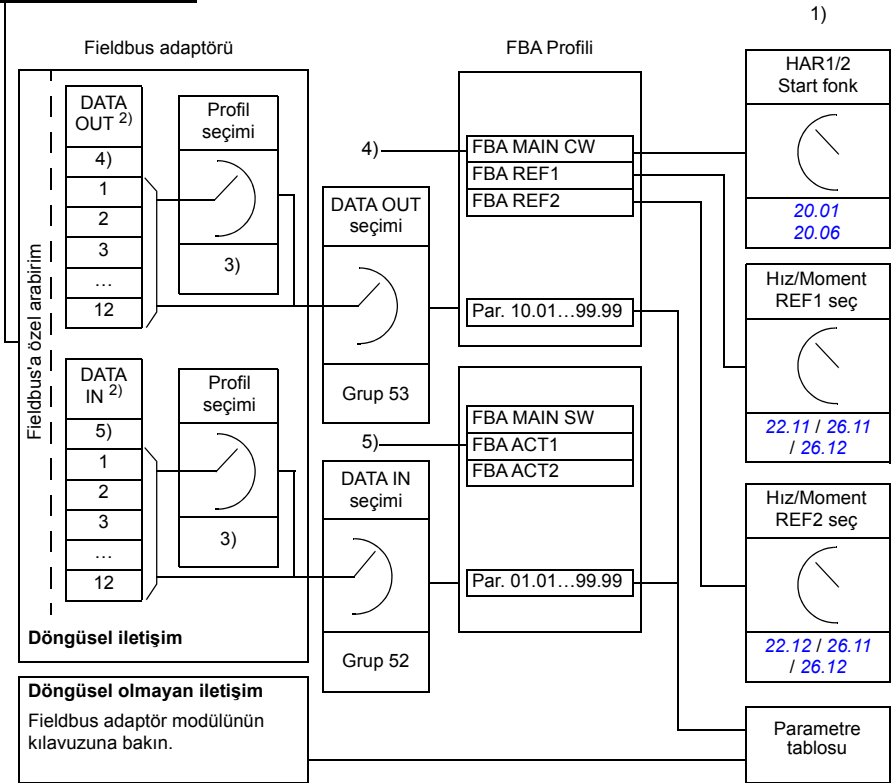 1)
Fieldbus adaptörü
FBA Profili
HAR1/2
Start fonk
20.01
20.06
DATA
OUT 2)
4)
1
2
3
…
12
Profil
seçimi
3)
4)
DATA OUT
seçimi
Grup 53
FBA MAIN CW
FBA REF1
FBA REF2
Par. 10.01…99.99
Hız/Moment
REF1 seç
22.11 / 26.11
/ 26.12
Fieldbus'a özel arabirim
DATA
IN 2)
5)
1
2
3
…
12
Profil
seçimi
3)
5)
DATA IN
seçimi
Grup 52
FBA MAIN SW
FBA ACT1
FBA ACT2
Par. 01.01…99.99
Hız/Moment
REF2 seç
22.12 / 26.11
/ 26.12
Döngüsel iletişim
Döngüsel olmayan iletişim
Fieldbus adaptör modülünün
kılavuzuna bakın.
Parametre
tablosu